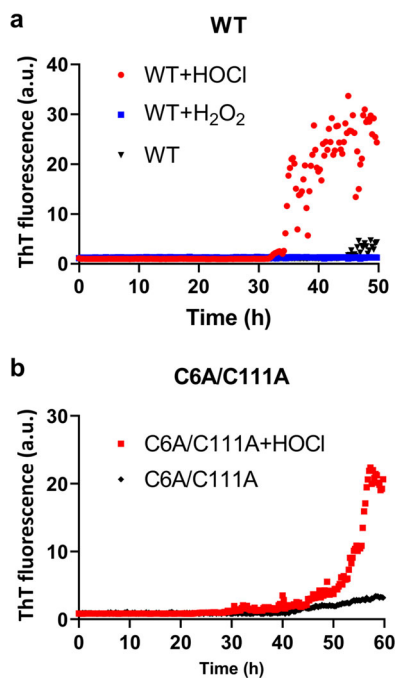 a
WT
ThT fluorescence (a.u.)
40
30
20
10
0
WT+HOCl
WT+H₂O₂
WT
0 10 20 30 40 50
Time (h)
b
C6A/C111A
ThT fluorescence (a.u.)
30
20
10
0
C6A/C111A+HOCl
C6A/C111A
0 10 20 30 40 50 60
Time (h)